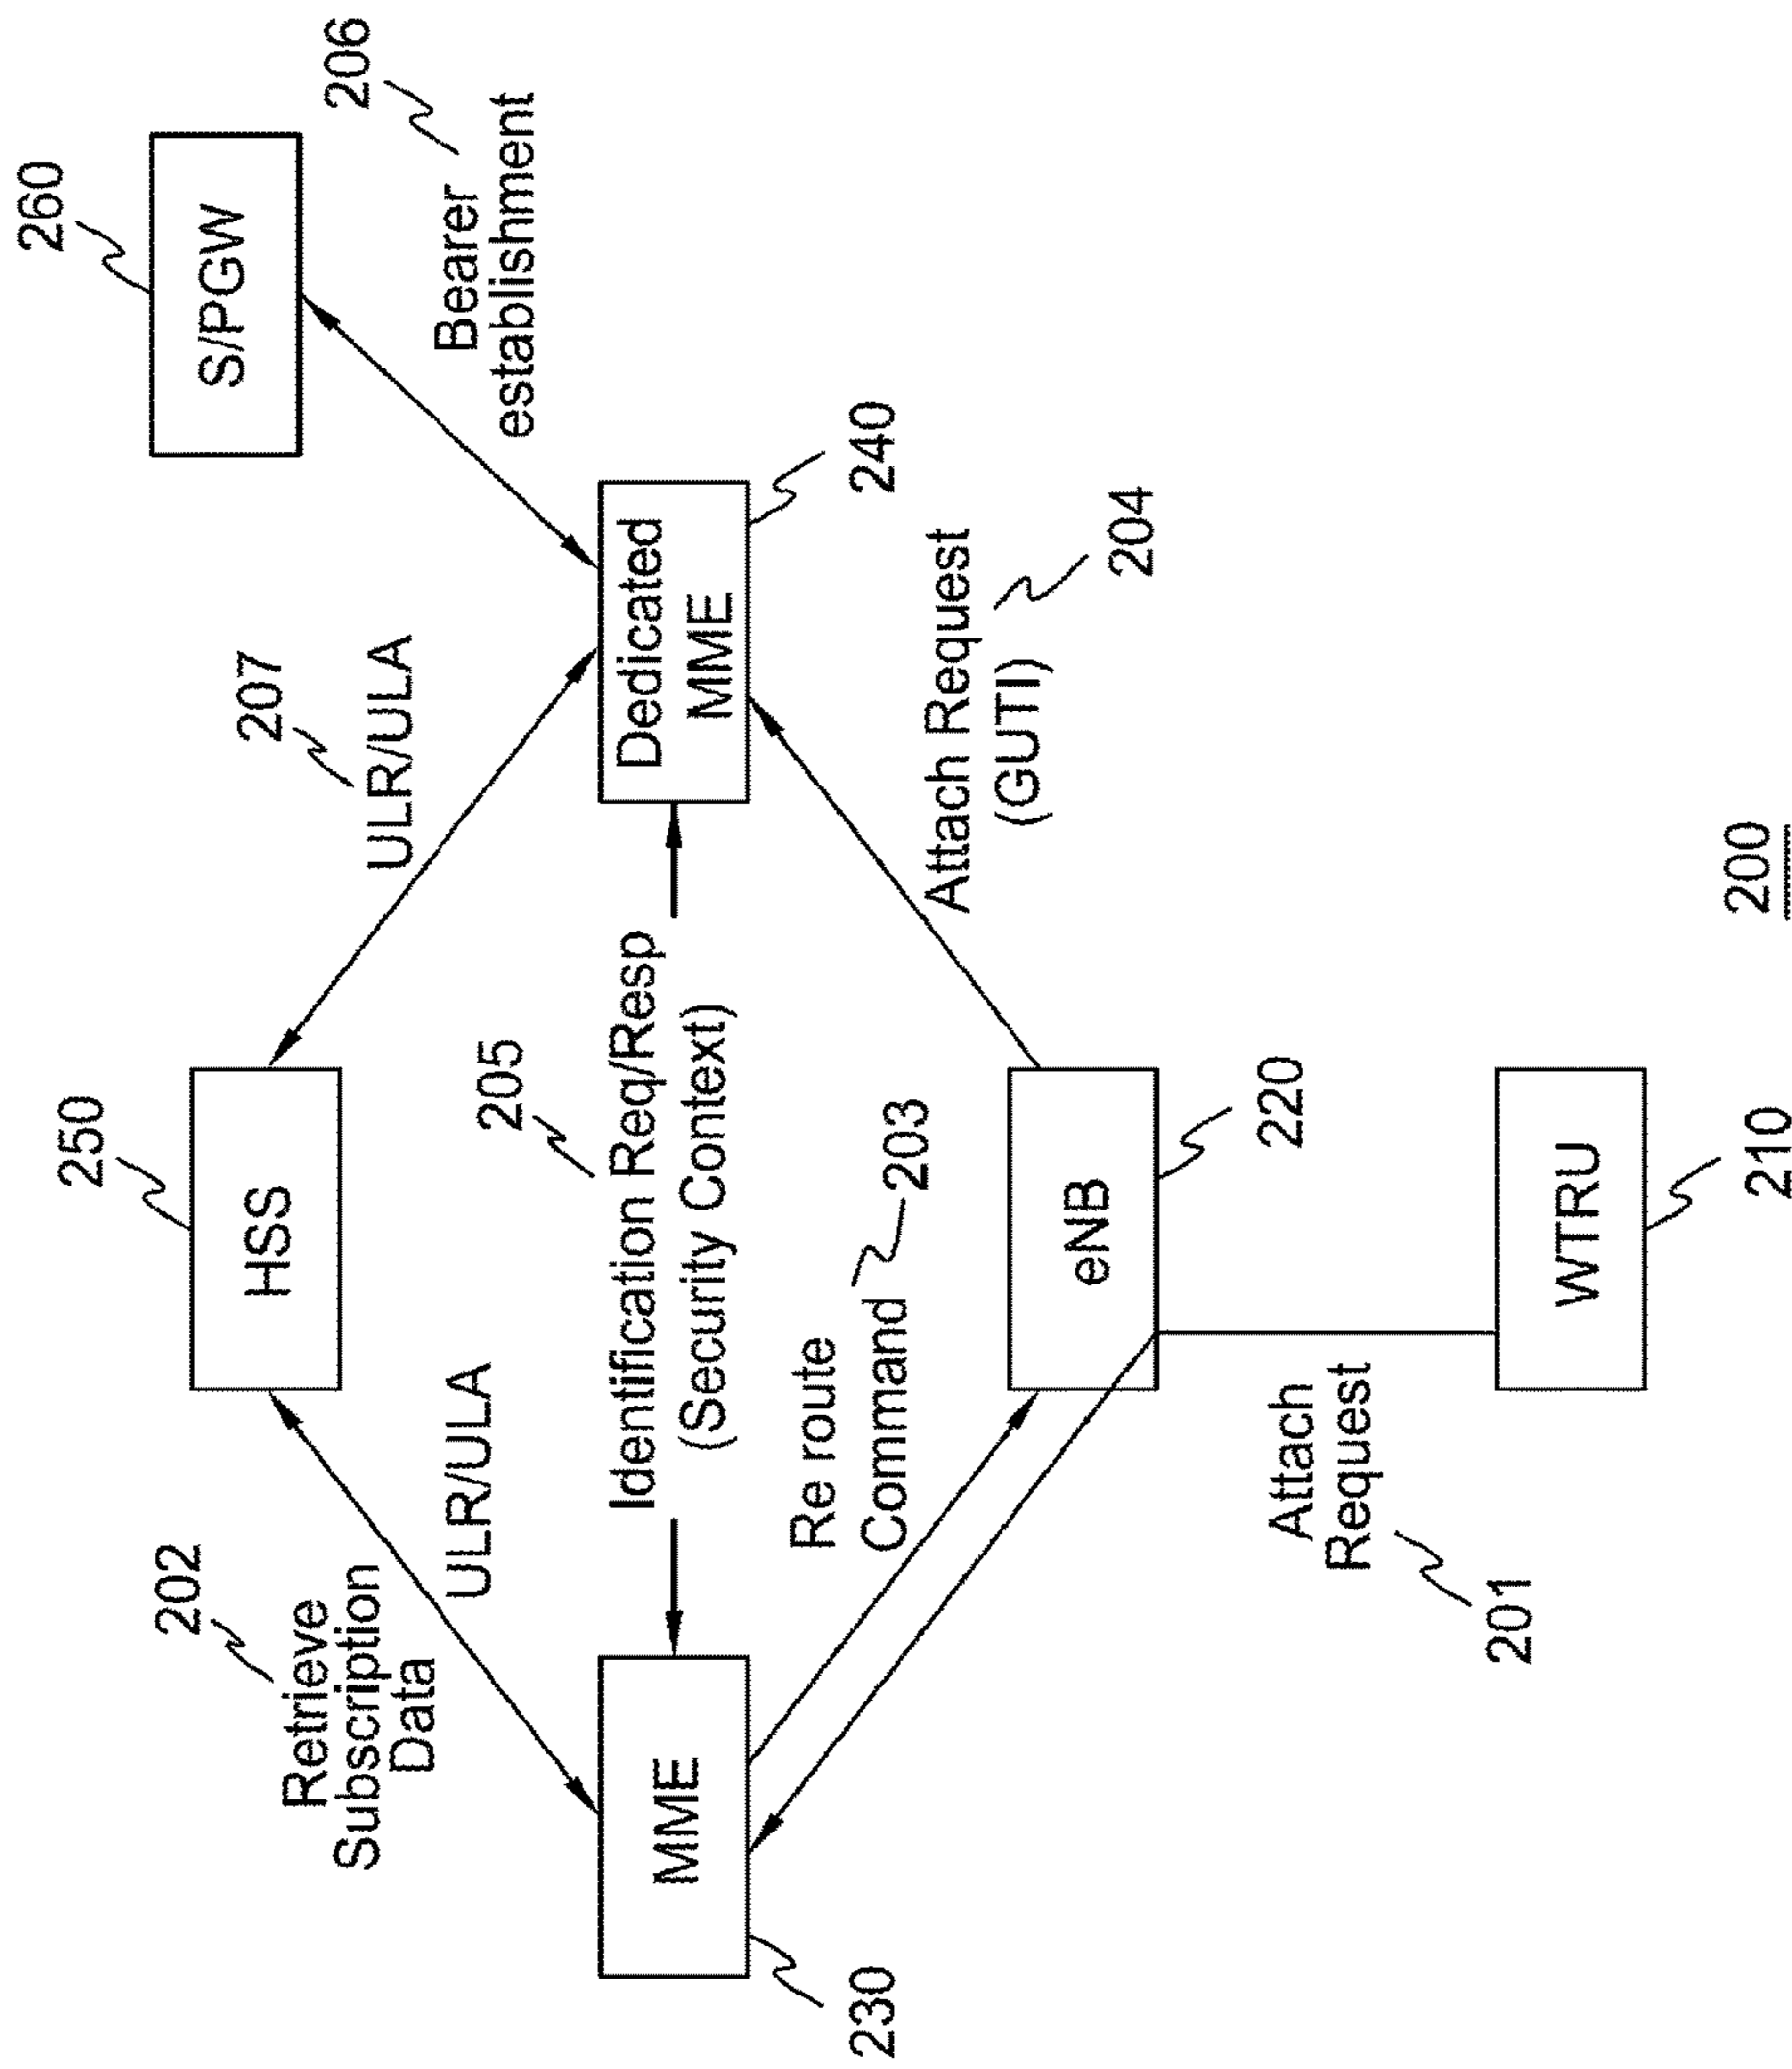 260
S/PGW
206
Bearer
establishment
250
HSS
207
ULR/ULA
202
Retrieve
Subscription
Data
ULR/ULA
205
Identification Req/Resp
(Security Context)
MME
230
Dedicated
MME
240
Re route
Command
203
Attach Request
(GUTI)
204
eNB
220
Attach
Request
201
WTRU
210
200